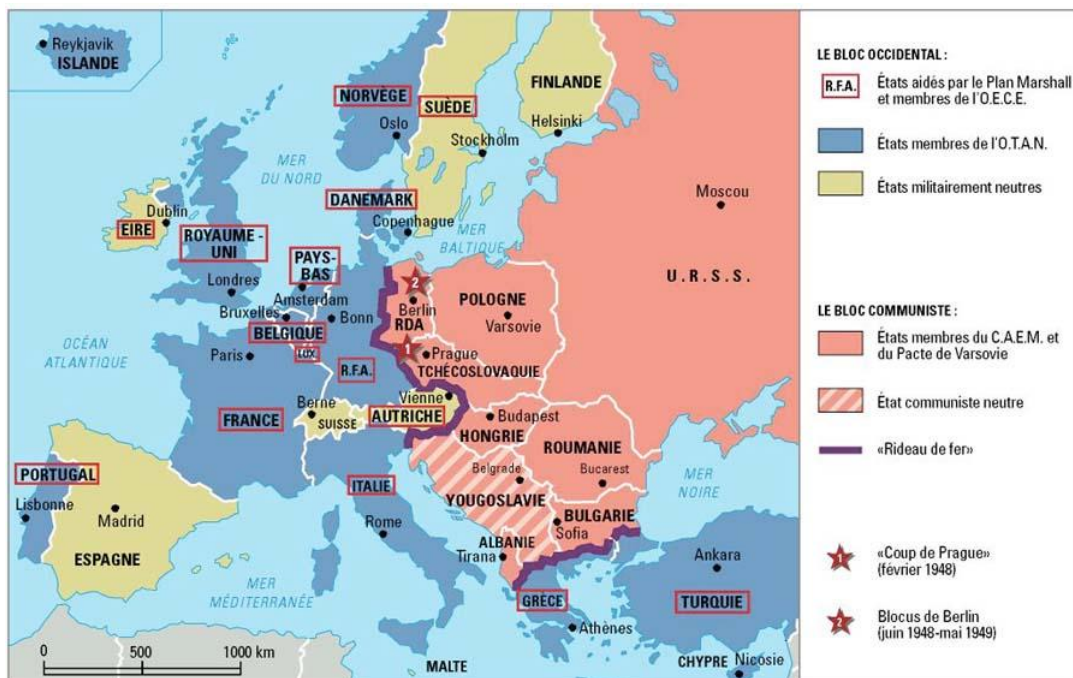 Reykjavik
ISLANDE
NORVÈGE
Oslo
SUÈDE
Stockholm
FINLANDE
Helsinki
MER
DU NORD
DANEMARK
Copenhague
MER
BALTIQUE
Moscou
U.R.S.S.
Dublin
EIRE
ROYAUME-
UNI
Londres
PAYS-
BAS
Amsterdam
Bruxelles
BELGIQUE
LUX.
Bonn
R.F.A.
2
Berlin
RDA
POLOGNE
Varsovie
1
Prague
TCHÉCOSLOVAQUIE
OCÉAN
ATLANTIQUE
Paris
FRANCE
Berne
SUISSE
Vienne
AUTRICHE
Budapest
HONGRIE
ROUMANIE
Bucarest
Belgrade
YOUGOSLAVIE
BULGARIE
Sofia
MER
NOIRE
PORTUGAL
Lisbonne
Madrid
ESPAGNE
ITALIE
Rome
ALBANIE
Tirana
GRÈCE
Athènes
Ankara
TURQUIE
MER
MÉDITERRANÉE
MALTE
CHYPRE
Nicosie
0 500 1000 km
LE BLOC OCCIDENTAL :
R.F.A.
États aidés par le Plan Marshall
et membres de l'O.E.C.E.
États membres de l'O.T.A.N.
États militairement neutres
LE BLOC COMMUNISTE :
États membres du C.A.E.M. et
du Pacte de Varsovie
État communiste neutre
«Rideau de fer»
1
«Coup de Prague»
(février 1948)
2
Blocus de Berlin
(juin 1948-mai 1949)